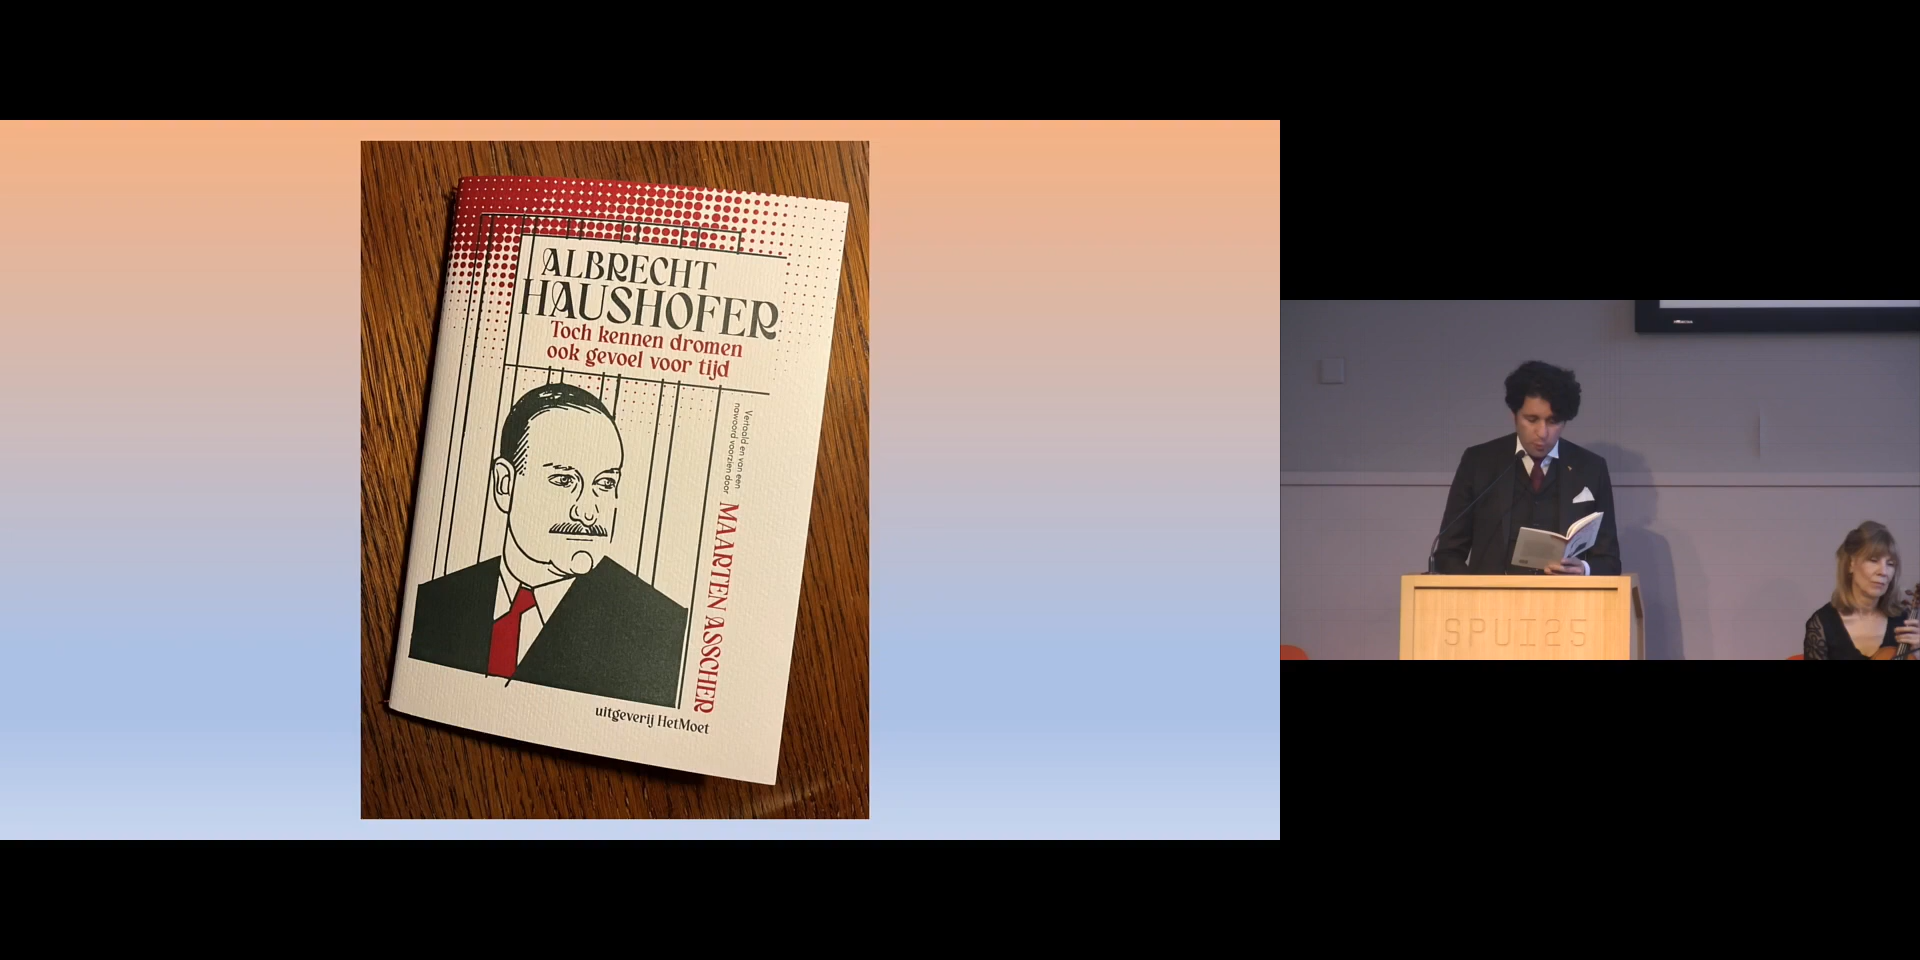 ALBRECHT
HAUSHOFER
Toch kennen dromen
ook gevoel voor tijd
Vertaald en van een
nawoord voorzien door
MAARTEN ASSCHER
uitgeverij HetMoet
SPUI25